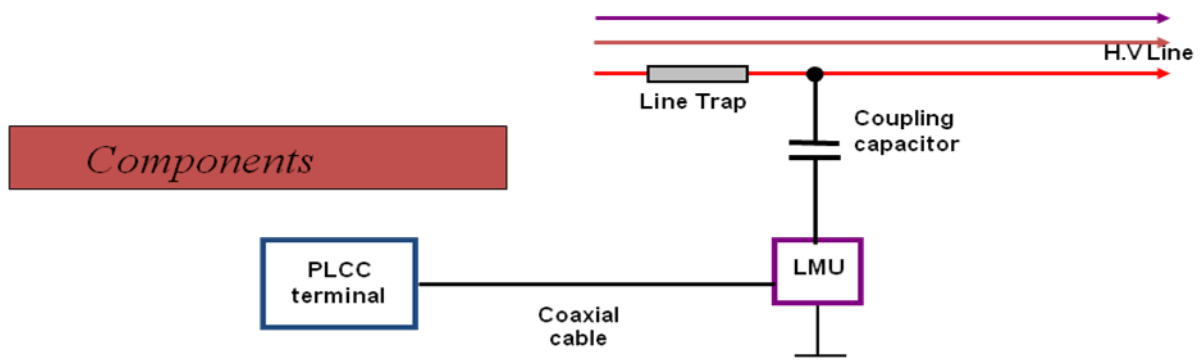 H.V Line
Line Trap
Coupling
capacitor
Components
PLCC
terminal
LMU
Coaxial
cable